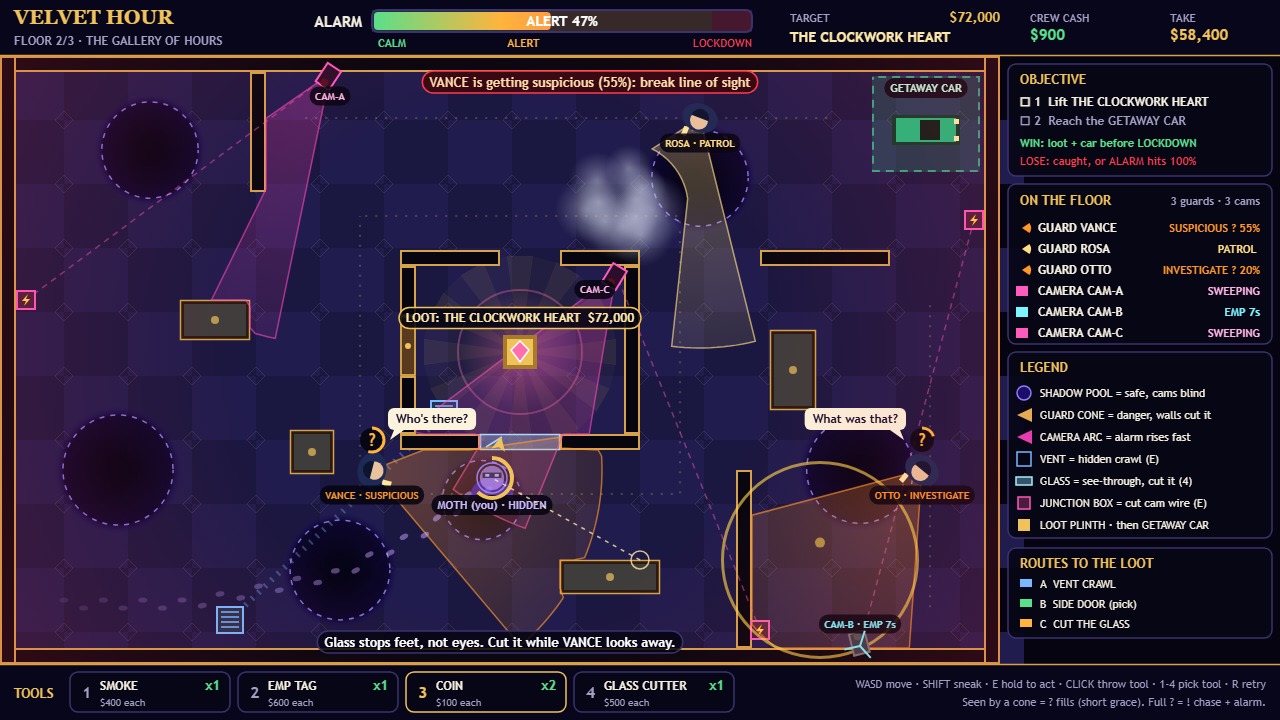 VELVET HOUR
FLOOR 2/3 · THE GALLERY OF HOURS
ALARM
ALERT 47%
CALM
ALERT
LOCKDOWN
TARGET
$72,000
THE CLOCKWORK HEART
CREW CASH
$900
TAKE
$58,400
VANCE is getting suspicious (55%): break line of sight
CAM-A
ROSA · PATROL
GETAWAY CAR
CAM-C
LOOT: THE CLOCKWORK HEART $72,000
Who's there?
What was that?
?
?
VANCE · SUSPICIOUS
MOTH (you) · HIDDEN
OTTO · INVESTIGATE
CAM-B · EMP 7s
Glass stops feet, not eyes. Cut it while VANCE looks away.
OBJECTIVE
1 Lift THE CLOCKWORK HEART
2 Reach the GETAWAY CAR
WIN: loot + car before LOCKDOWN
LOSE: caught, or ALARM hits 100%
ON THE FLOOR
3 guards · 3 cams
GUARD VANCE SUSPICIOUS ? 55%
GUARD ROSA PATROL
GUARD OTTO INVESTIGATE ? 20%
CAMERA CAM-A SWEEPING
CAMERA CAM-B EMP 7s
CAMERA CAM-C SWEEPING
LEGEND
SHADOW POOL = safe, cams blind
GUARD CONE = danger, walls cut it
CAMERA ARC = alarm rises fast
VENT = hidden crawl (E)
GLASS = see-through, cut it (4)
JUNCTION BOX = cut cam wire (E)
LOOT PLINTH · then GETAWAY CAR
ROUTES TO THE LOOT
A VENT CRAWL
B SIDE DOOR (pick)
C CUT THE GLASS
TOOLS
1 SMOKE x1
$400 each
2 EMP TAG x1
$600 each
3 COIN x2
$100 each
4 GLASS CUTTER x1
$500 each
WASD move · SHIFT sneak · E hold to act · CLICK throw tool · 1-4 pick tool · R retry
Seen by a cone = ? fills (short grace). Full ? = ! chase + alarm.